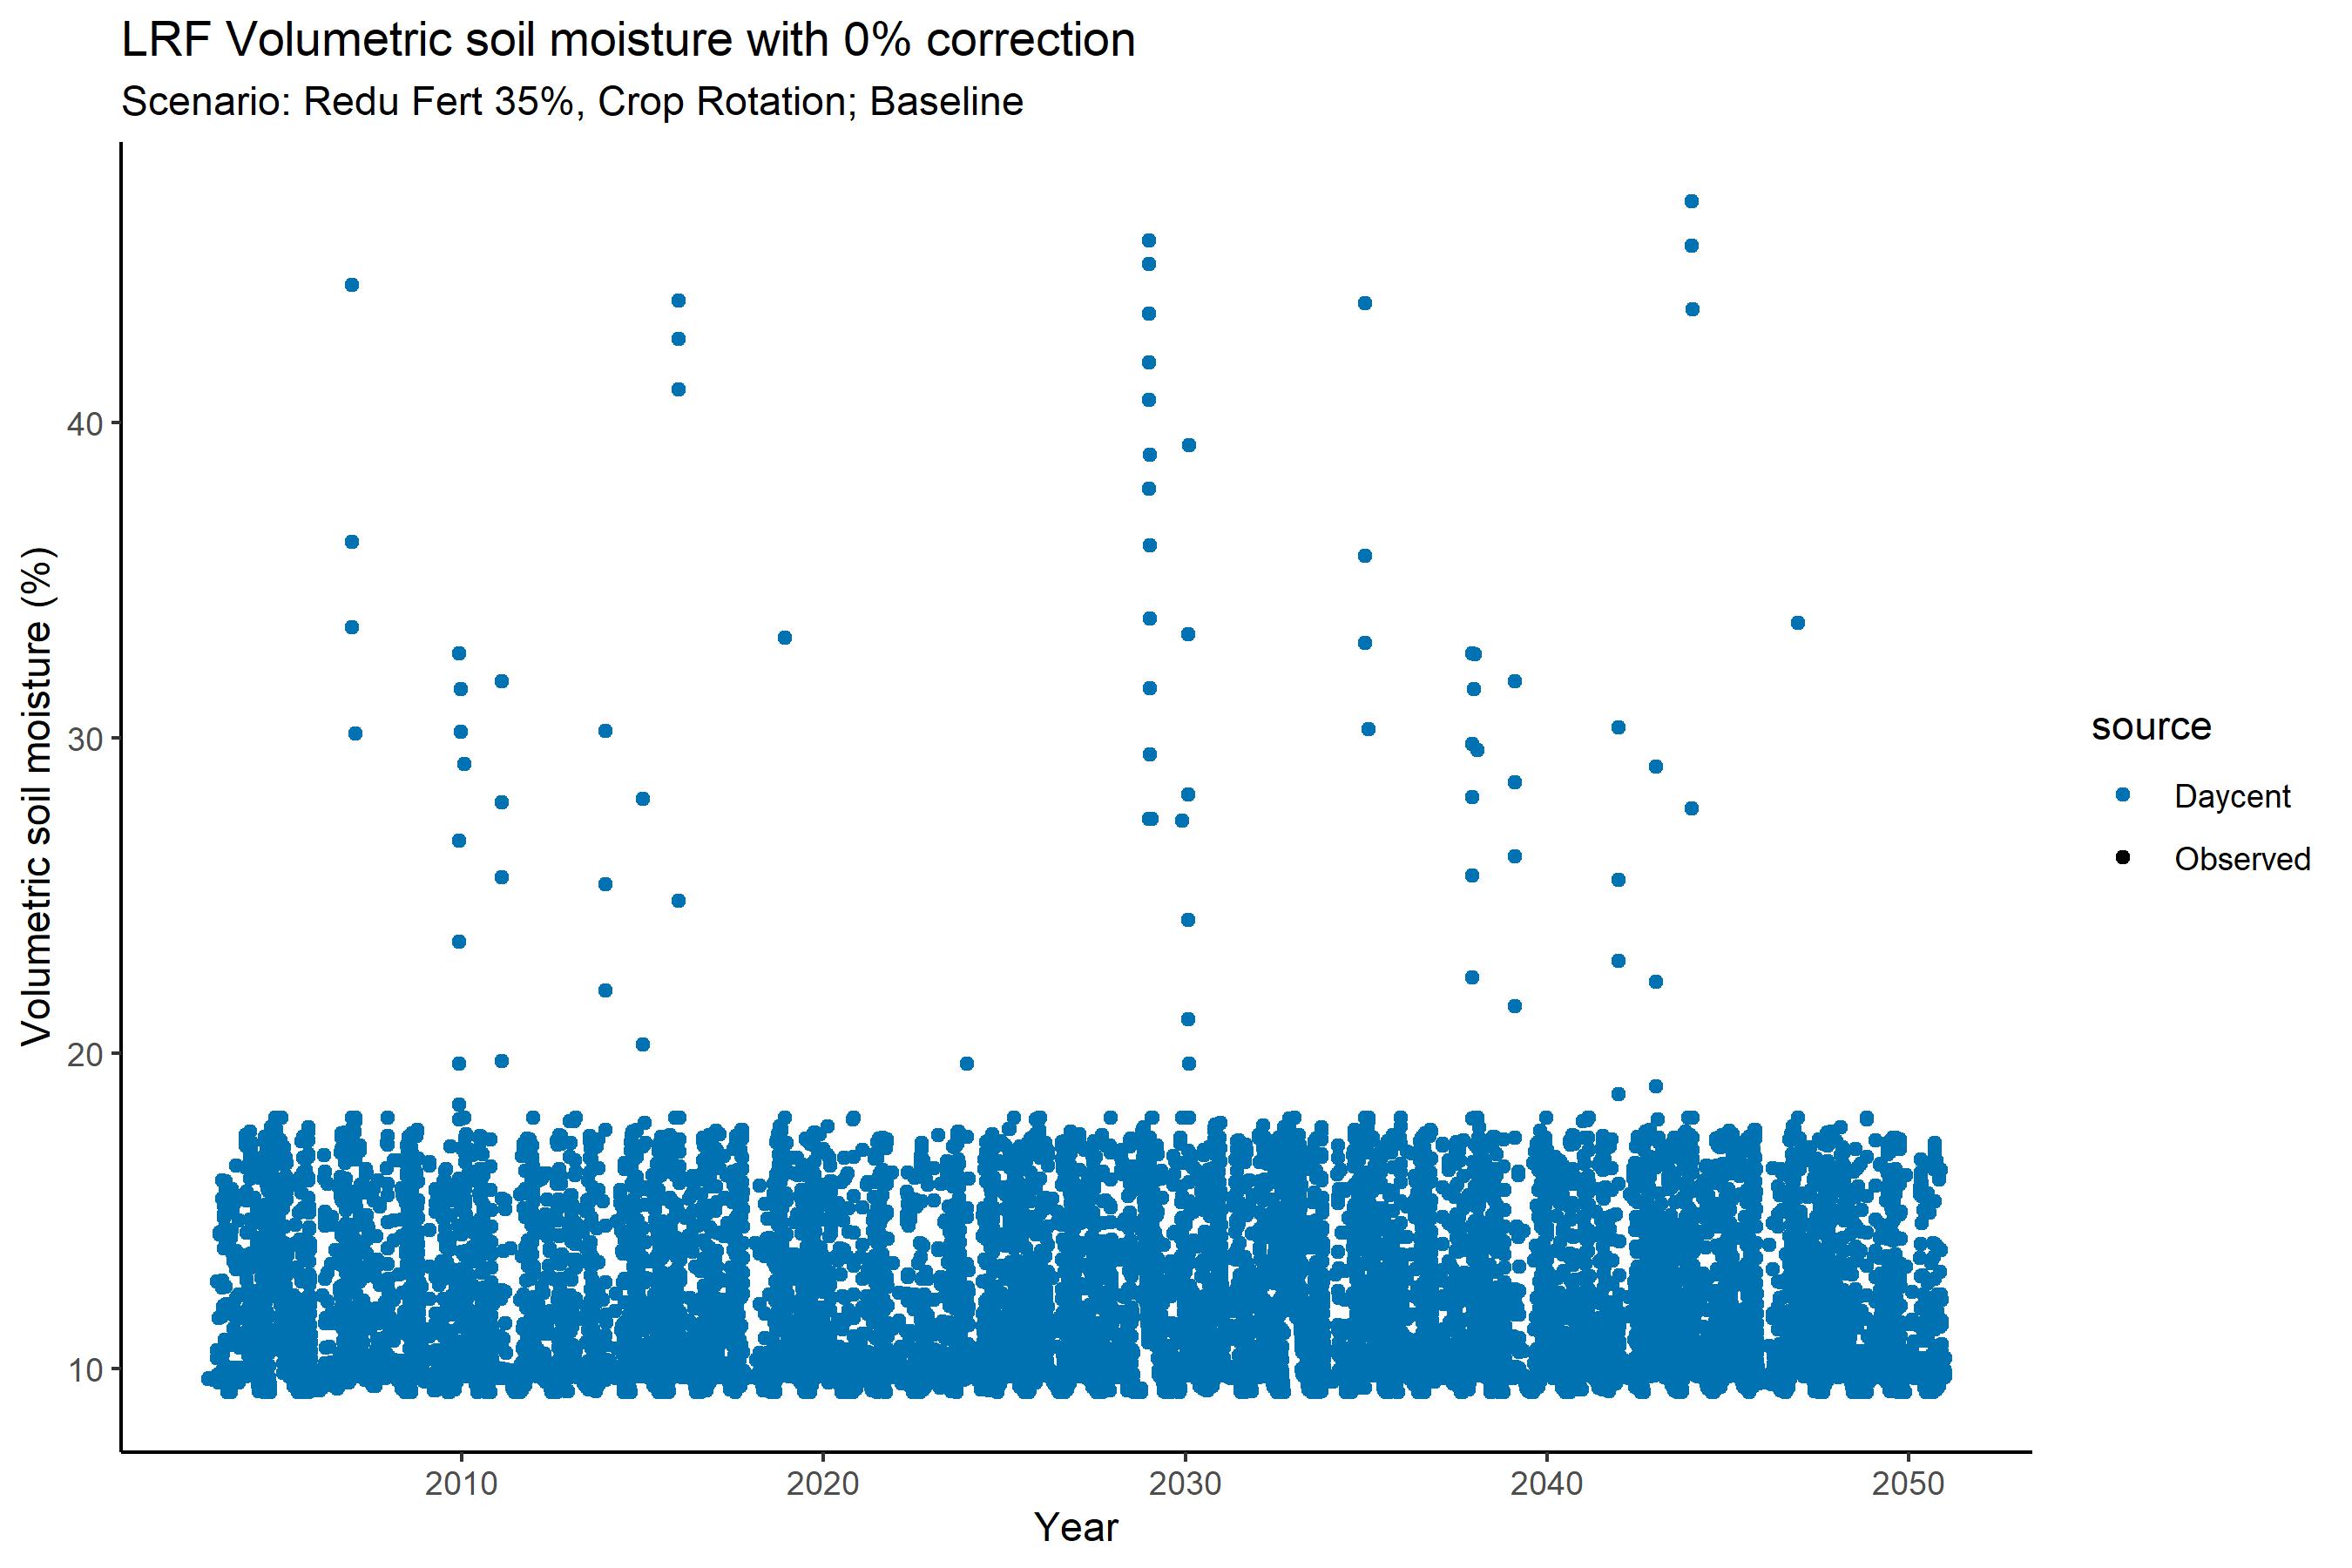 LRF Volumetric soil moisture with 0% correction
Scenario: Redu Fert 35%, Crop Rotation; Baseline
Volumetric soil moisture (%)
40
30
20
10
2010
2020
2030
2040
2050
Year
source
Daycent
Observed